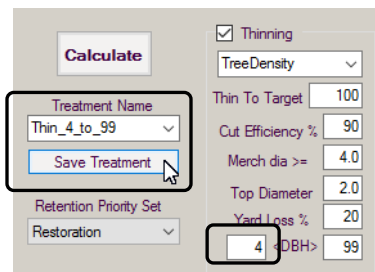 Calculate
Treatment Name
Thin_4_to_99
Save Treatment
Retention Priority Set
Restoration
Thinning
TreeDensity
Thin To Target 100
Cut Efficiency % 90
Merch dia >= 4.0
Top Diameter 2.0
Yard Loss % 20
4 <DBH> 99